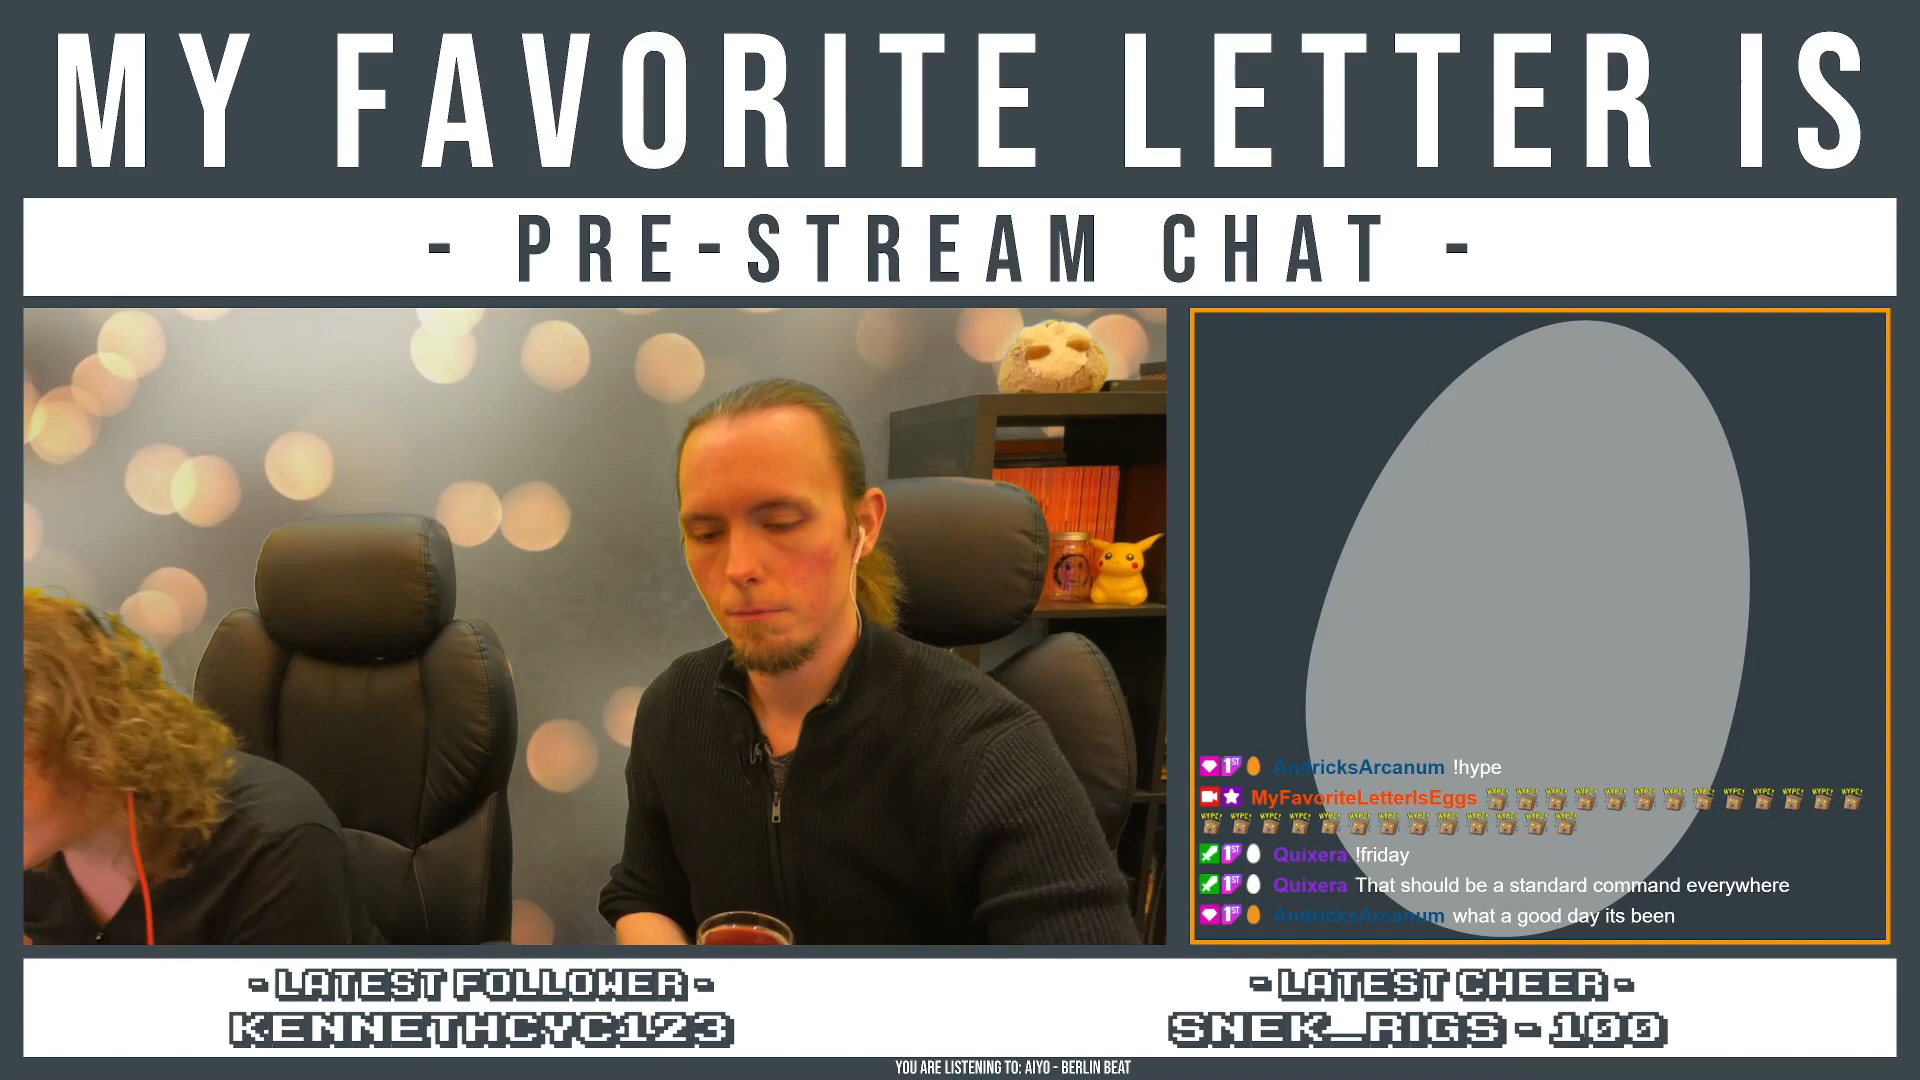 MY FAVORITE LETTER IS
- PRE-STREAM CHAT -
AndricksArcanum !hype
MyFavoriteLetterIsEggs
Quixera !friday
Quixera That should be a standard command everywhere
AndricksArcanum what a good day its been
- LATEST FOLLOWER -
KENNETHCYC123
- LATEST CHEER -
SNEK_RIGS - 100
YOU ARE LISTENING TO: AIYO - BERLIN BEAT